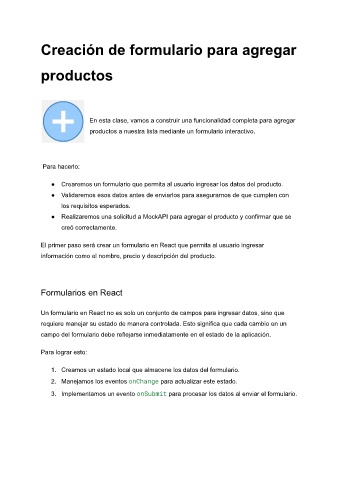 Creación de formulario para agregar
productos
En esta clase, vamos a construir una funcionalidad completa para agregar
productos a nuestra lista mediante un formulario interactivo.
Para hacerlo:
● Crearemos un formulario que permita al usuario ingresar los datos del producto.
● Validaremos esos datos antes de enviarlos para asegurarnos de que cumplen con
los requisitos esperados.
● Realizaremos una solicitud a MockAPI para agregar el producto y confirmar que se
creó correctamente.
El primer paso será crear un formulario en React que permita al usuario ingresar
información como el nombre, precio y descripción del producto.
Formularios en React
Un formulario en React no es solo un conjunto de campos para ingresar datos, sino que
requiere manejar su estado de manera controlada. Esto significa que cada cambio en un
campo del formulario debe reflejarse inmediatamente en el estado de la aplicación.
Para lograr esto:
1. Creamos un estado local que almacene los datos del formulario.
2. Manejamos los eventos onChange para actualizar este estado.
3. Implementamos un evento onSubmit para procesar los datos al enviar el formulario.